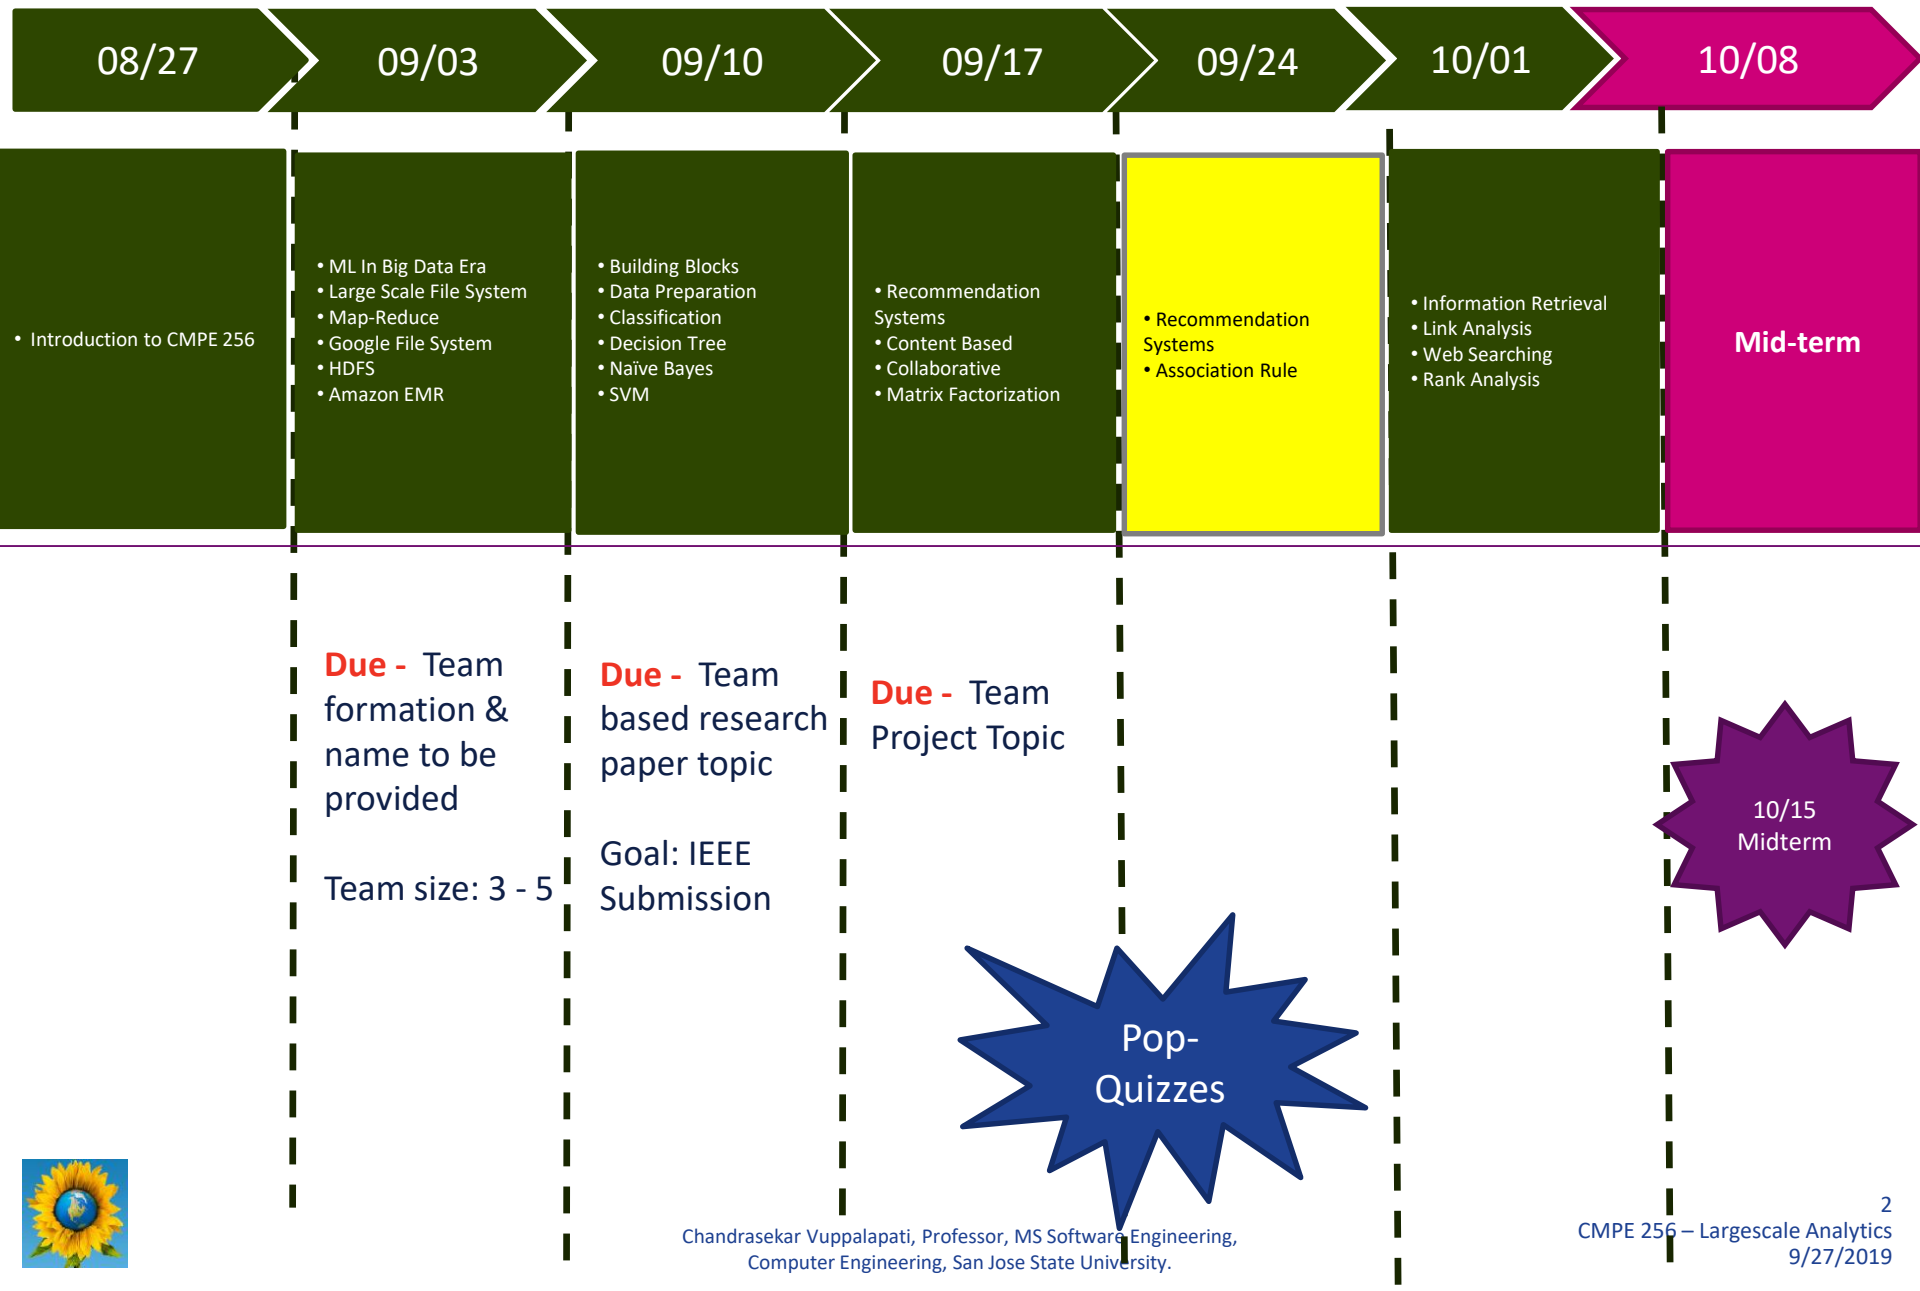 08/27
09/03
09/10
09/17
09/24
10/01
10/08
• Introduction to CMPE 256
• ML In Big Data Era
• Large Scale File System
• Map-Reduce
• Google File System
• HDFS
• Amazon EMR
• Building Blocks
• Data Preparation
• Classification
• Decision Tree
• Naïve Bayes
• SVM
• Recommendation
Systems
• Content Based
• Collaborative
• Matrix Factorization
• Recommendation
Systems
• Association Rule
• Information Retrieval
• Link Analysis
• Web Searching
• Rank Analysis
Mid-term
Due - Team
formation &
name to be
provided
Team size: 3 - 5
Due - Team
based research
paper topic
Goal: IEEE
Submission
Due - Team
Project Topic
10/15
Midterm
Pop-
Quizzes
Chandrasekar Vuppalapati, Professor, MS Software Engineering,
Computer Engineering, San Jose State University.
2
CMPE 256 – Largescale Analytics
9/27/2019